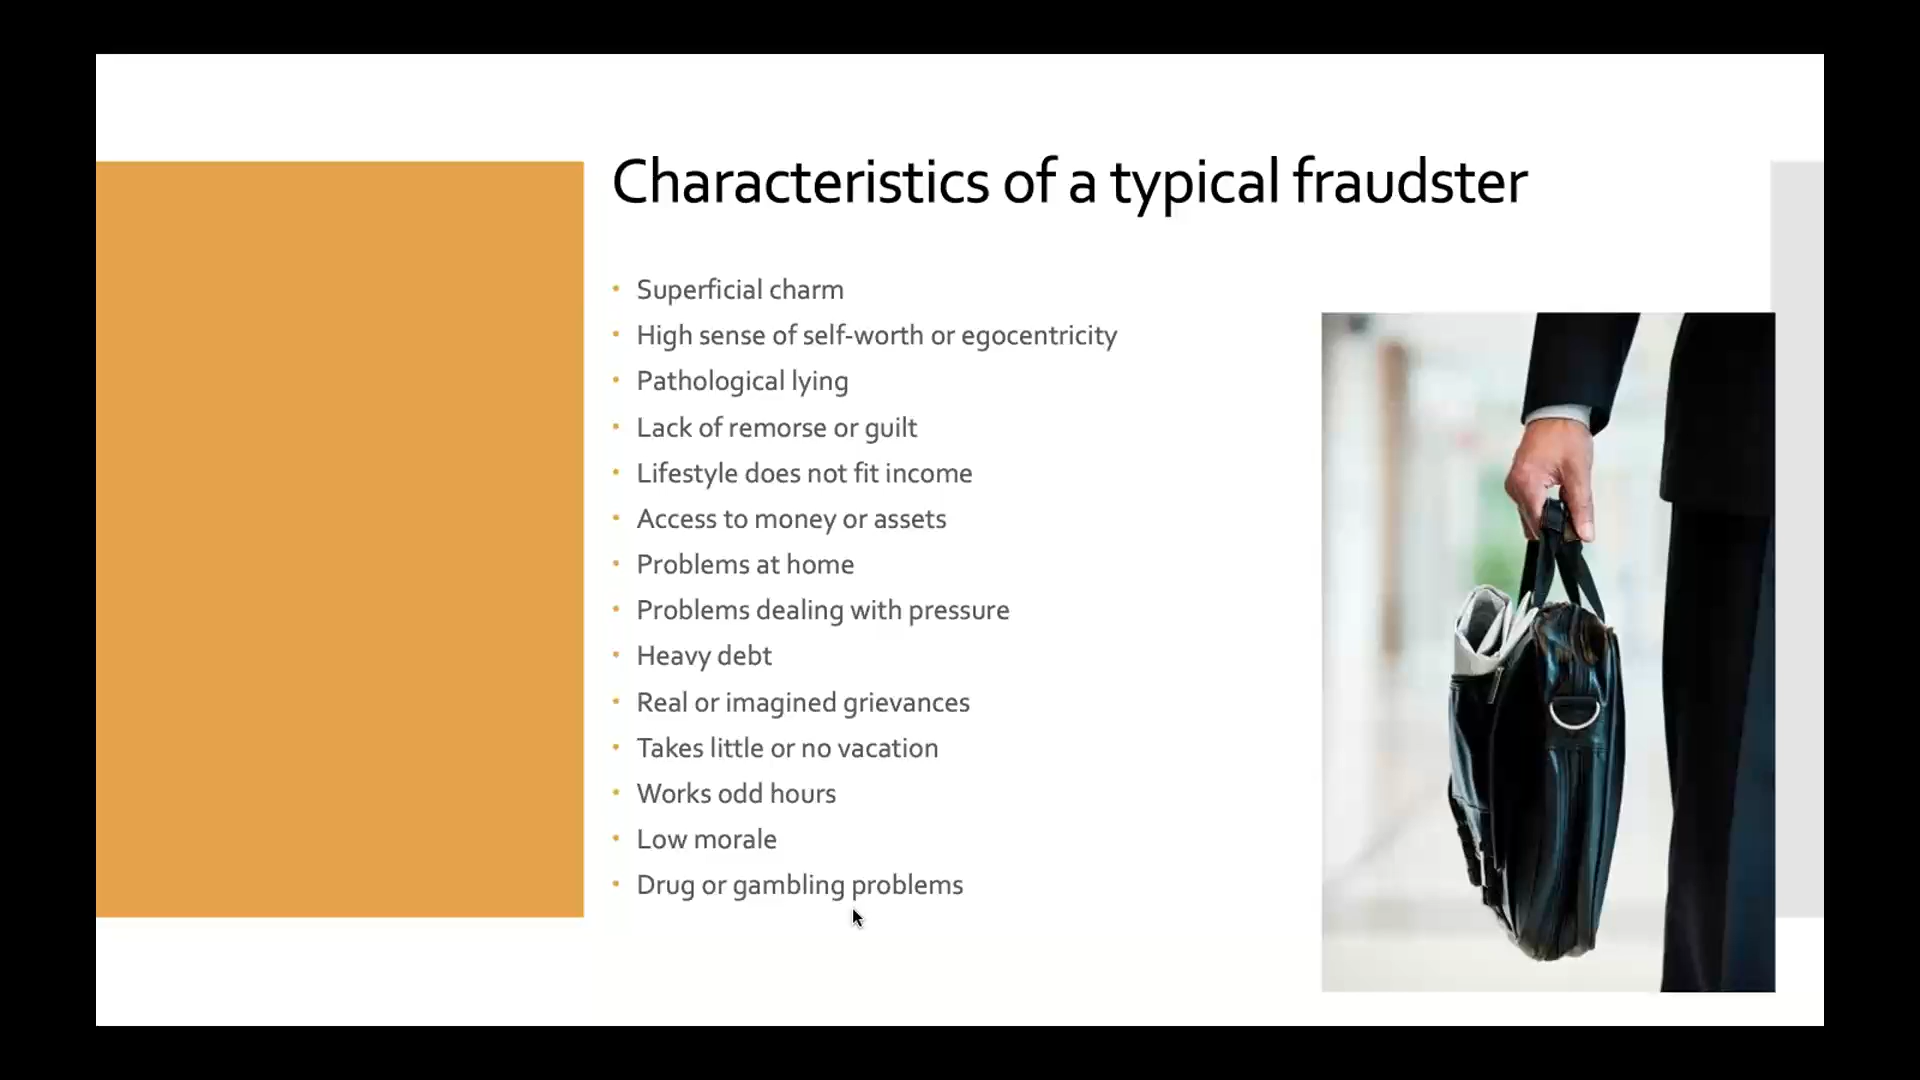 Characteristics of a typical fraudster
• Superficial charm
• High sense of self-worth or egocentricity
• Pathological lying
• Lack of remorse or guilt
• Lifestyle does not fit income
• Access to money or assets
• Problems at home
• Problems dealing with pressure
• Heavy debt
• Real or imagined grievances
• Takes little or no vacation
• Works odd hours
• Low morale
• Drug or gambling problems